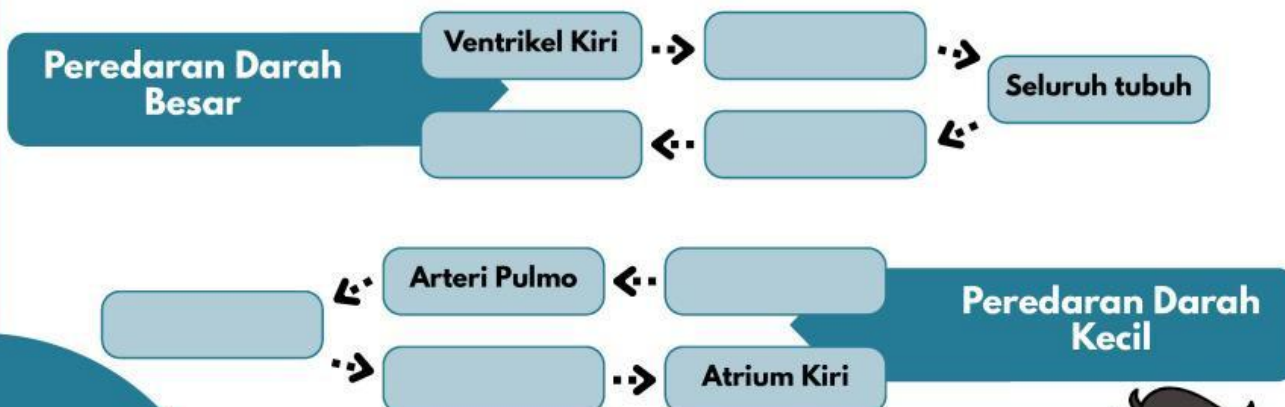 Peredaran Darah
Besar
Ventrikel Kiri
Seluruh tubuh
Arteri Pulmo
Peredaran Darah
Kecil
Atrium Kiri